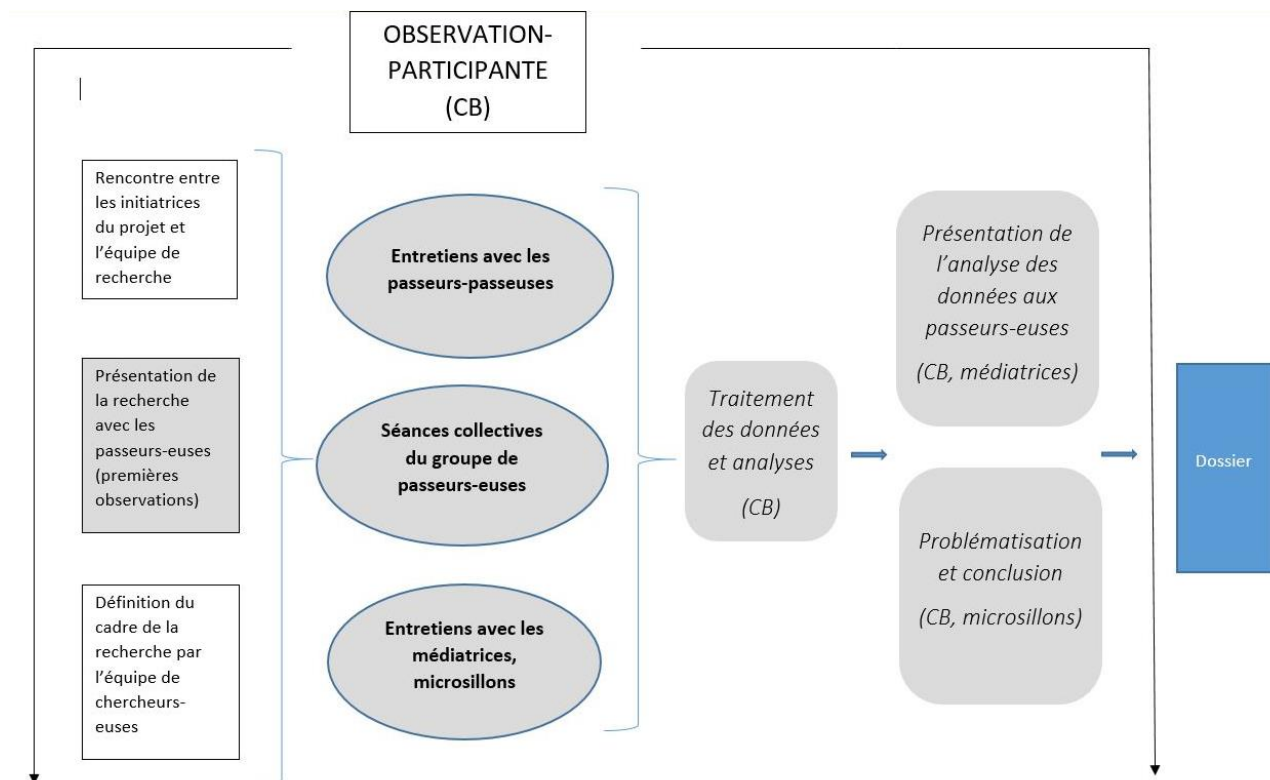 OBSERVATION-
PARTICIPANTE
(CB)
Rencontre entre
les initiatrices
du projet et
l’équipe de
recherche
Présentation de
la recherche
avec les
passeurs-euses
(premières
observations)
Définition du
cadre de la
recherche par
l’équipe de
chercheurs-
euses
Entretiens avec les
passeurs-passeuses
Séances collectives
du groupe de
passeurs-euses
Entretiens avec les
médiatrices,
microsillons
Traitement
des données
et analyses
(CB)
Présentation de
l’analyse des
données aux
passeurs-euses
(CB, médiatrices)
Problématisation
et conclusion
(CB, microsillons)
Dossier